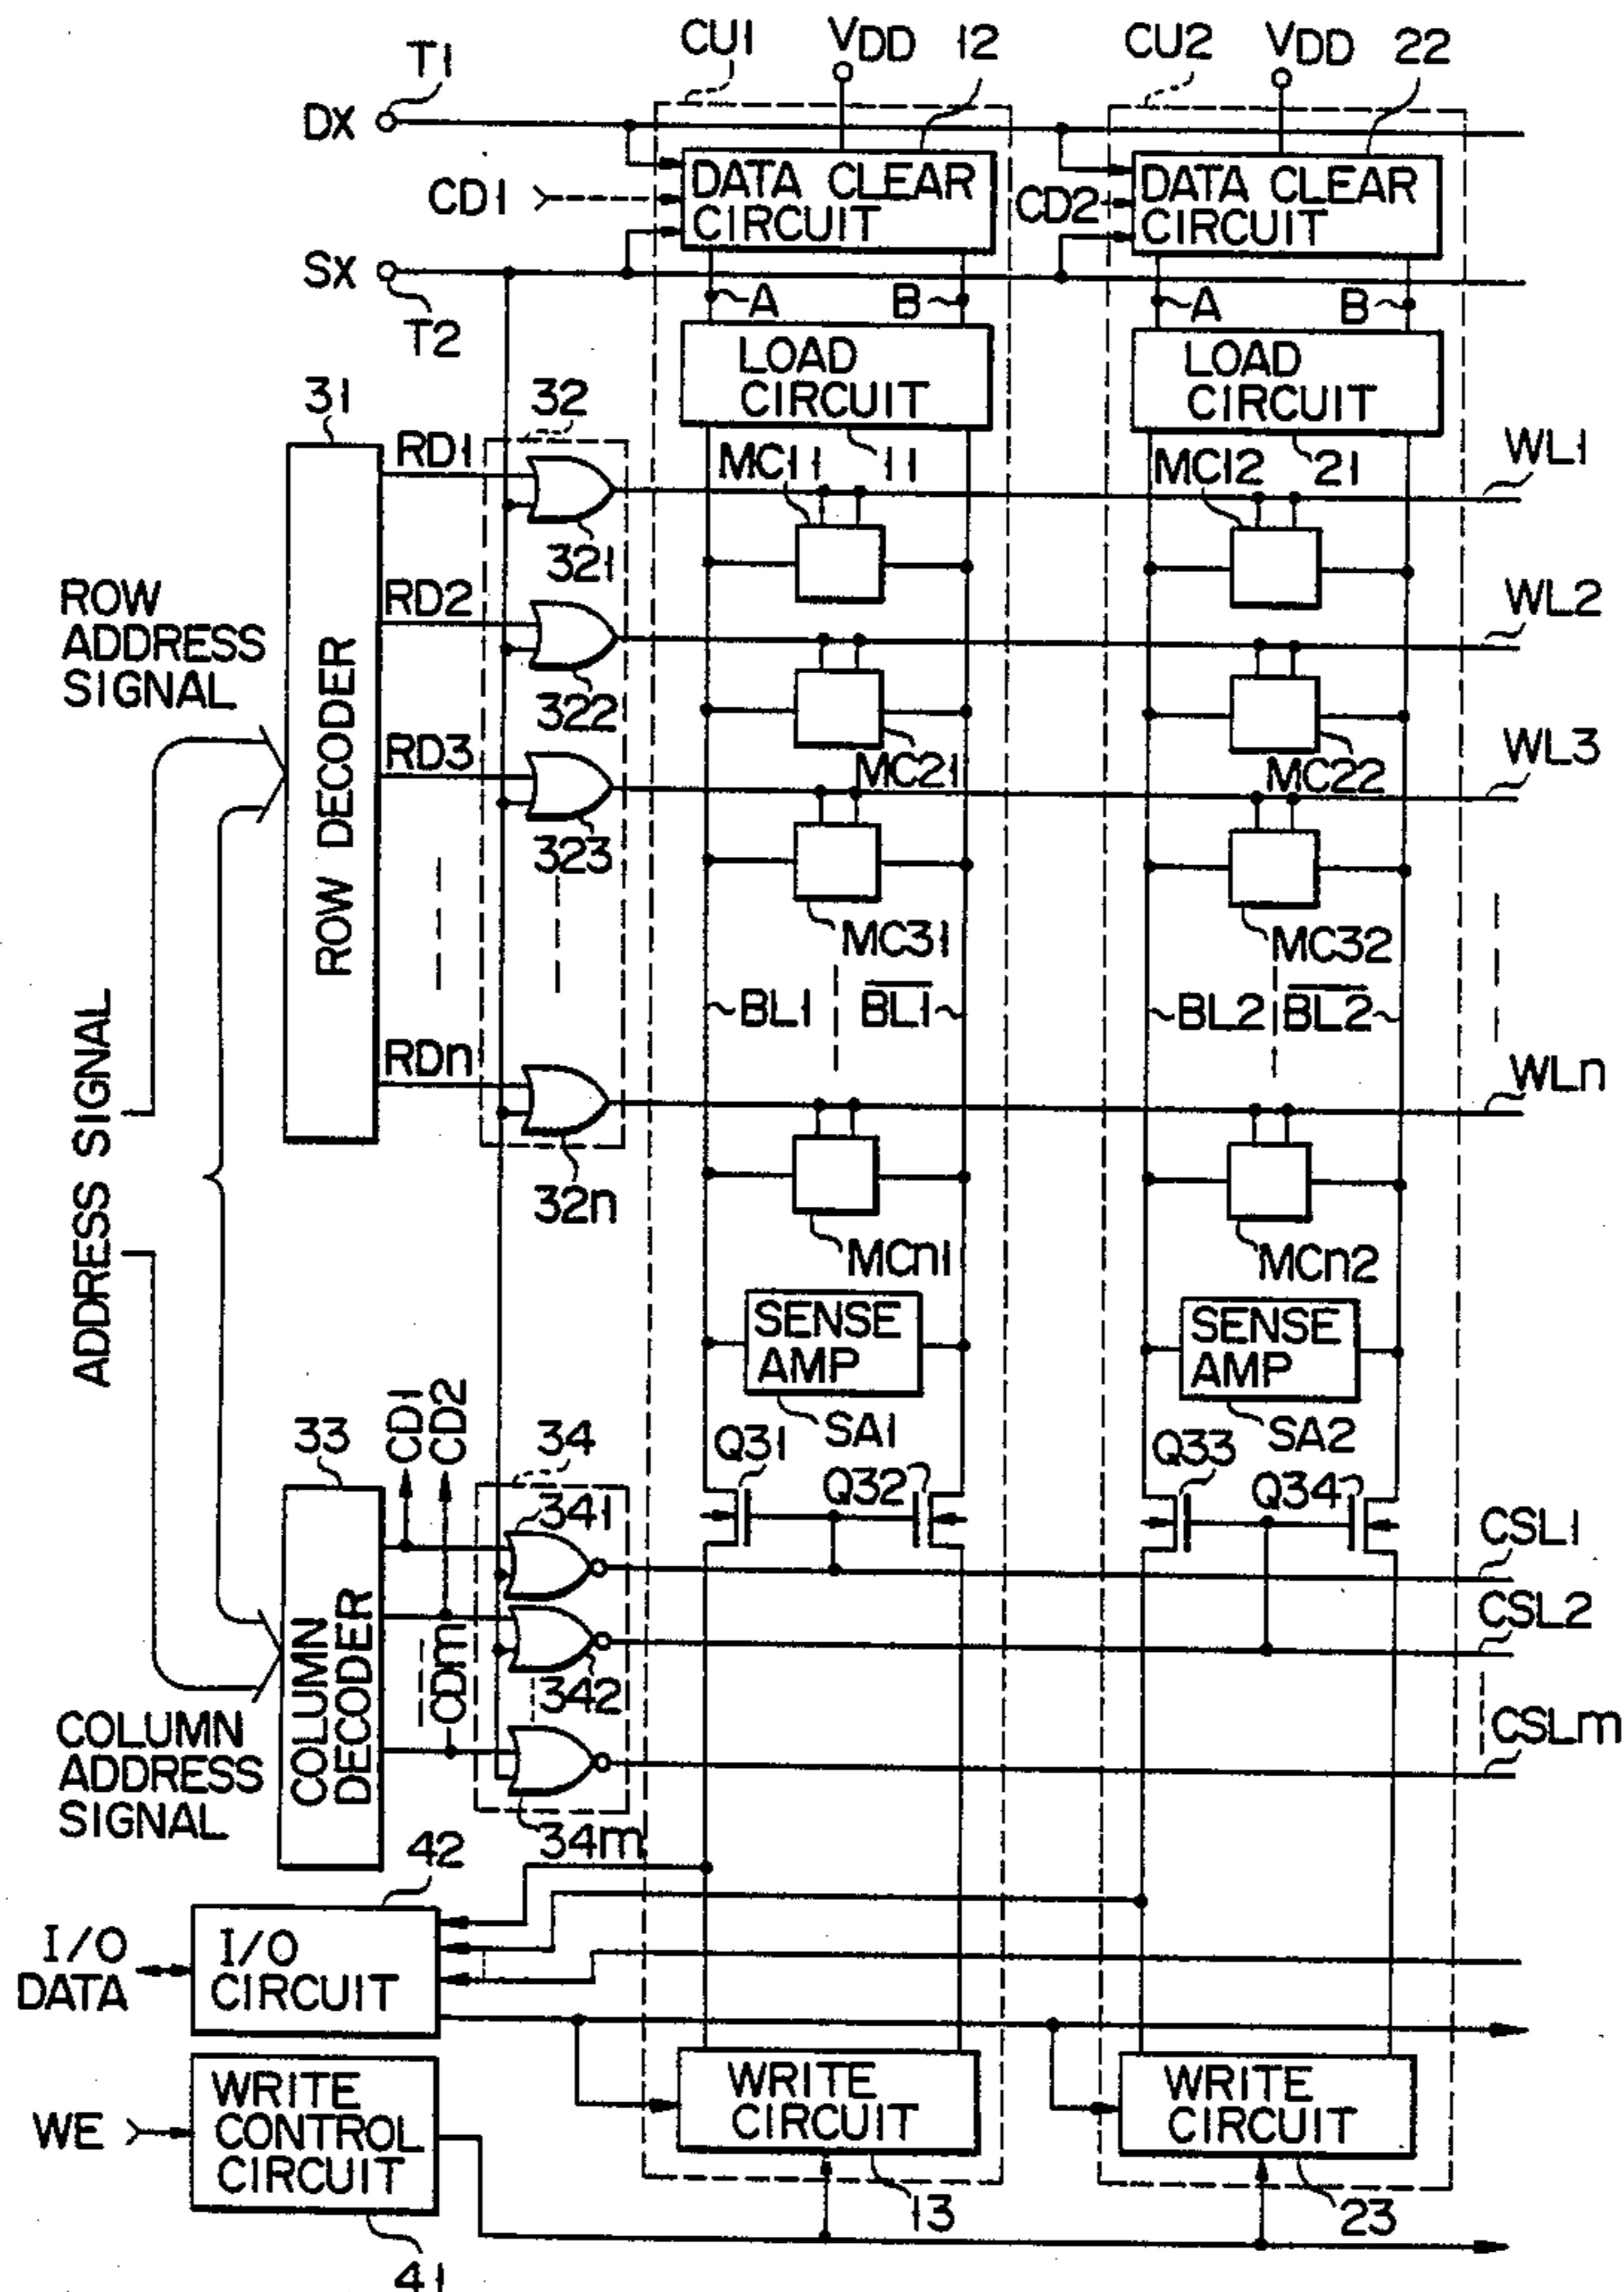 CU1
VDD
12
CU2
VDD
22
T1
DX
CD1
DATA CLEAR
CIRCUIT
CD2
DATA CLEAR
CIRCUIT
SX
T2
A
B
A
B
LOAD
CIRCUIT
LOAD
CIRCUIT
31
32
RD1
MC11
11
MC12
21
WL1
321
ROW
ADDRESS
SIGNAL
RD2
WL2
322
RD3
MC21
MC22
WL3
323
ROW DECODER
MC31
MC32
BL1
BL1
BL2
BL2
RDn
WLn
ADDRESS SIGNAL
32n
MCn1
MCn2
SENSE
AMP
SENSE
AMP
33
CD1
CD2
34
Q31
SA1
Q32
Q33
SA2
Q34
341
CSL1
CSL2
COLUMN
DECODER
CDm
342
CSLm
COLUMN
ADDRESS
SIGNAL
34m
42
I/O
DATA
I/O
CIRCUIT
WRITE
CIRCUIT
WRITE
CIRCUIT
WE
WRITE
CONTROL
CIRCUIT
13
23
41